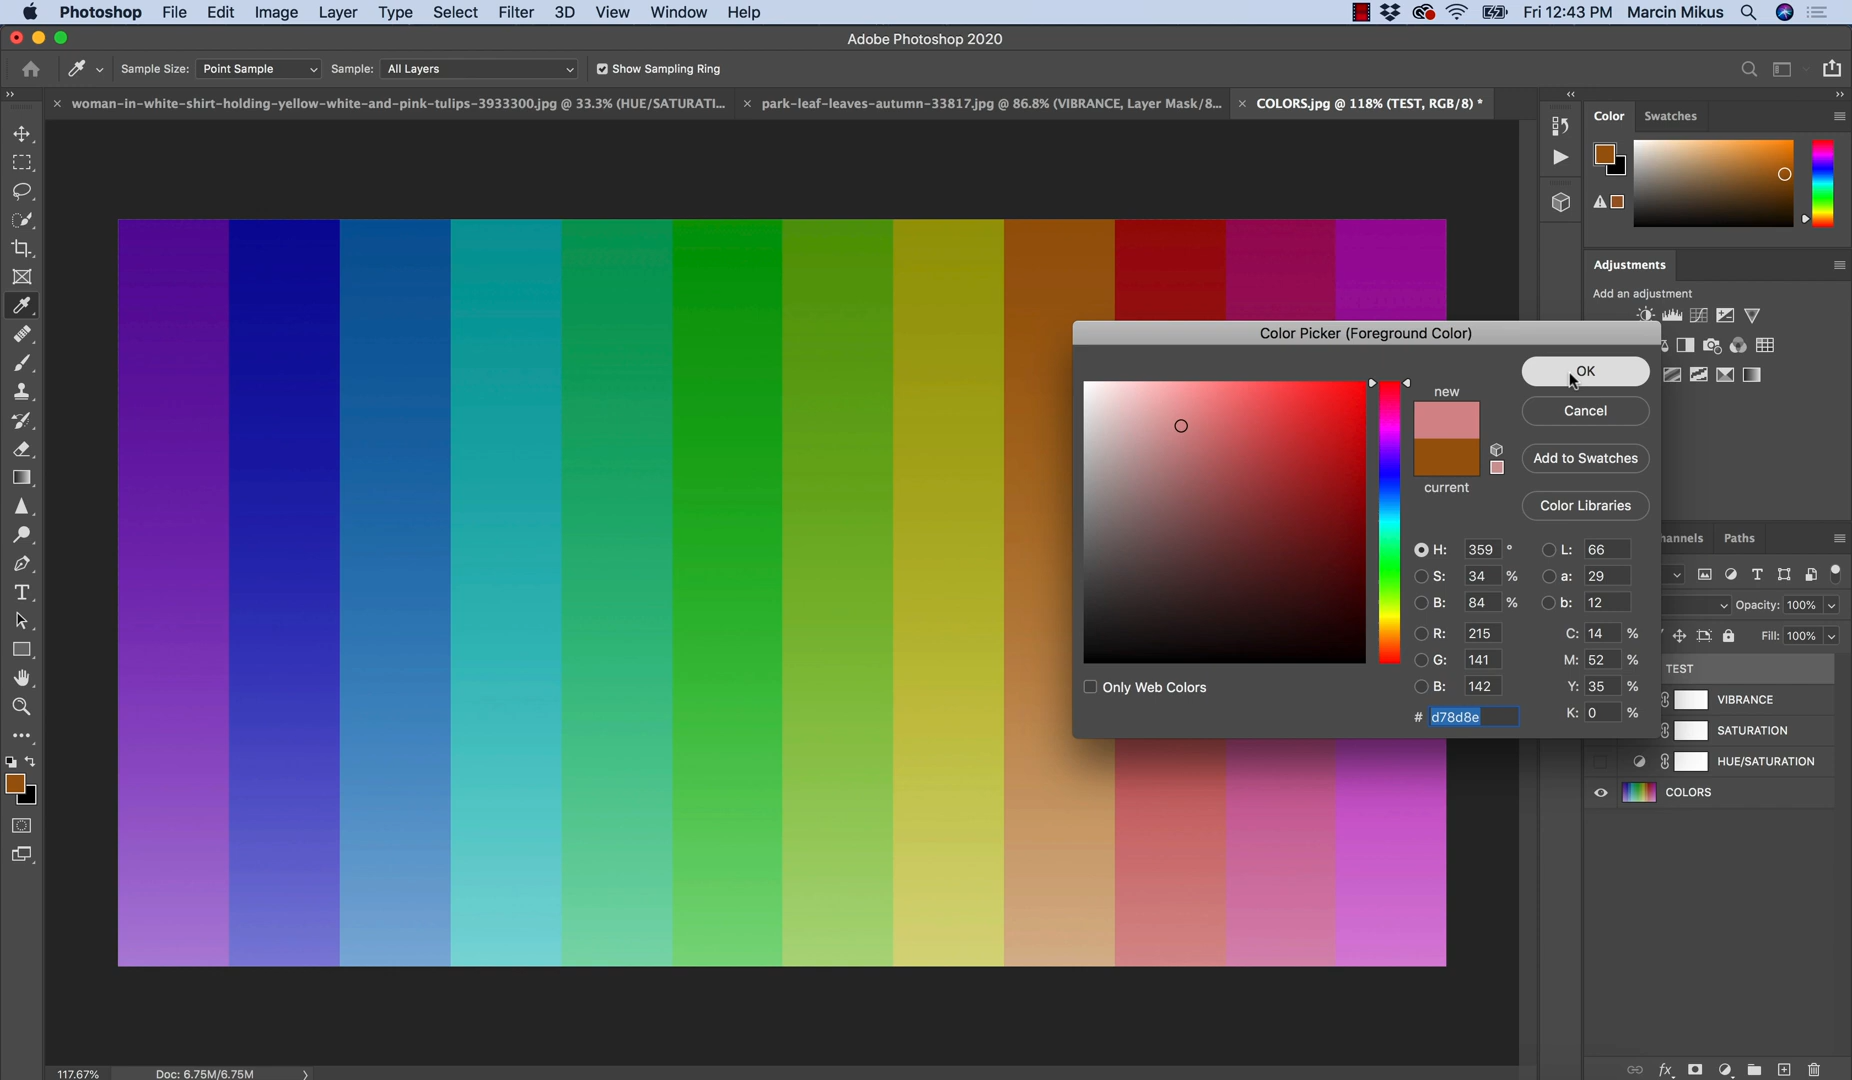 Photoshop File Edit Image Layer Type Select Filter 3D View Window Help Fri 12:43 PM Marcin Mikus
Adobe Photoshop 2020
Sample Size: Point Sample Sample: All Layers Show Sampling Ring
woman-in-white-shirt-holding-yellow-white-and-pink-tulips-3933300.jpg @ 33.3% (HUE/SATURATI... park-leaf-leaves-autumn-33817.jpg @ 86.8% (VIBRANCE, Layer Mask/8... COLORS.jpg @ 118% (TEST, RGB/8) *
Color Swatches
Adjustments
Add an adjustment
Color Picker (Foreground Color)
OK
new
Cancel
Add to Swatches
current
Color Libraries
H: 359 ° L: 66
S: 34 % a: 29
B: 84 % b: 12
R: 215 C: 14 %
G: 141 M: 52 %
B: 142 Y: 35 %
# d78d8e K: 0 %
Only Web Colors
hannels Paths
Opacity: 100%
Fill: 100%
TEST
VIBRANCE
SATURATION
HUE/SATURATION
COLORS
117.67% Doc: 6.75M/6.75M